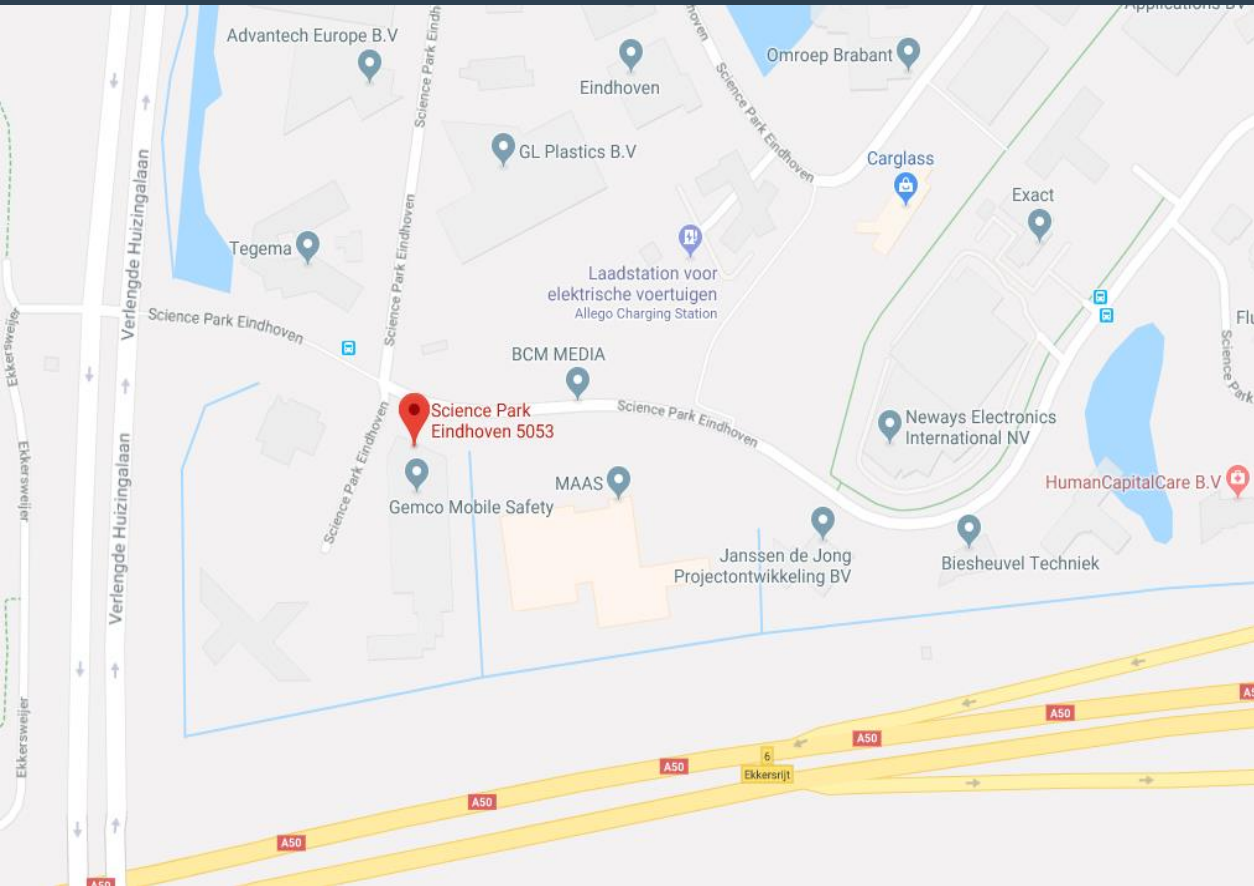 Applications BV
Advantech Europe B.V
Eindhoven
Omroep Brabant
Science Park Eindhoven
GL Plastics B.V
Carglass
Exact
Verlengde Huizingalaan
Tegema
Science Park Eindhoven
Laadstation voor
elektrische voertuigen
Allego Charging Station
Science Park Eindhoven
Ekkersweijer
BCM MEDIA
Science Park
Science Park
Eindhoven 5053
Science Park Eindhoven
Neways Electronics
International NV
Science Park Eindhoven
Ekkersweijer
Verlengde Huizingalaan
Gemco Mobile Safety
MAAS
HumanCapitalCare B.V
Janssen de Jong
Projectontwikkeling BV
Biesheuvel Techniek
Ekkersweijer
A50
A50
A50
6
Ekkersrijt
A50
A50
A50